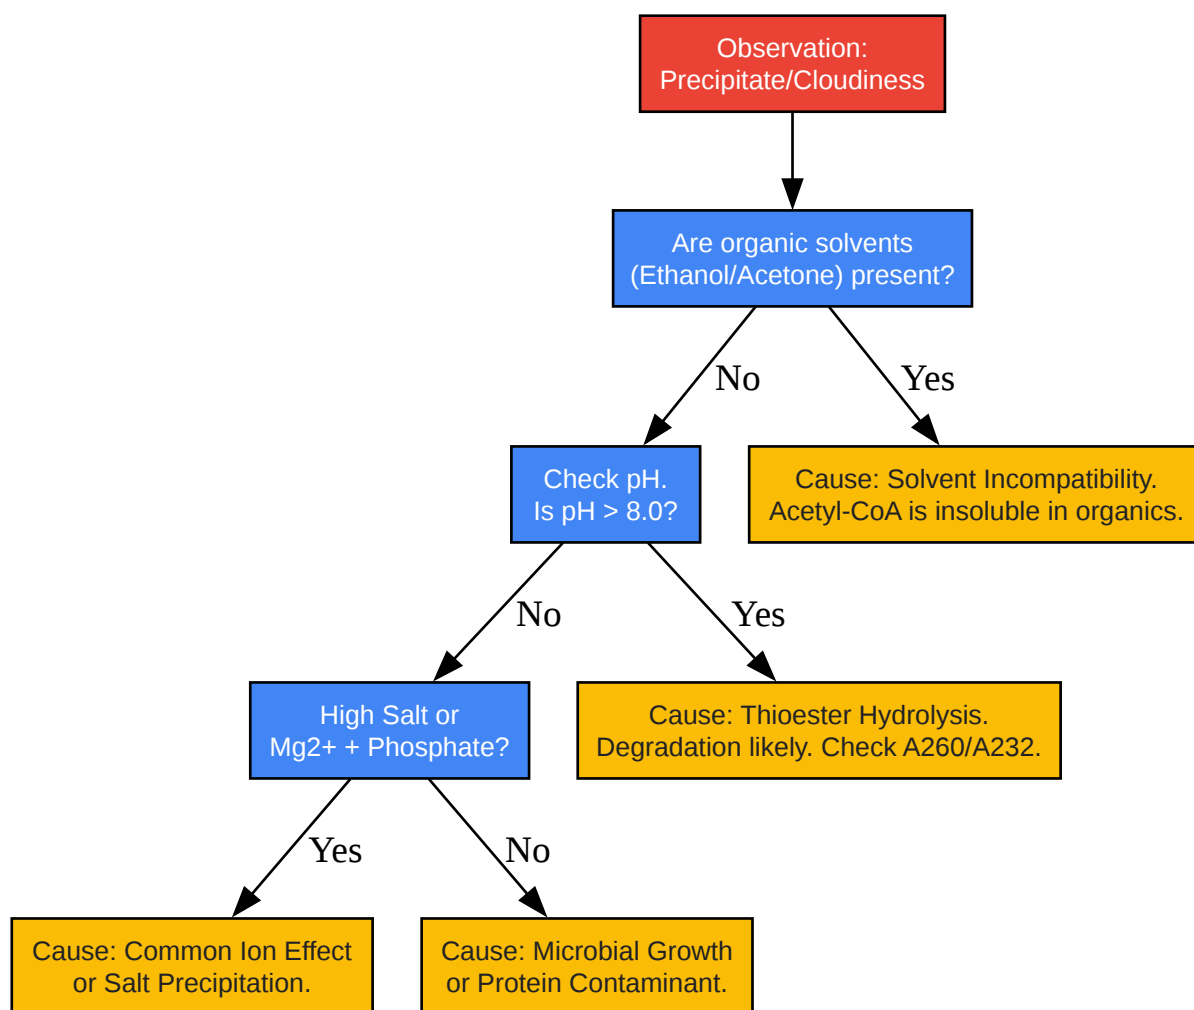 Observation:
Precipitate/Cloudiness
Are organic solvents
(Ethanol/Acetone) present?
No
Yes
Check pH.
Is pH > 8.0?
Cause: Solvent Incompatibility.
Acetyl-CoA is insoluble in organics.
No
Yes
High Salt or
Mg2+ + Phosphate?
Cause: Thioester Hydrolysis.
Degradation likely. Check A260/A232.
Yes
No
Cause: Common Ion Effect
or Salt Precipitation.
Cause: Microbial Growth
or Protein Contaminant.